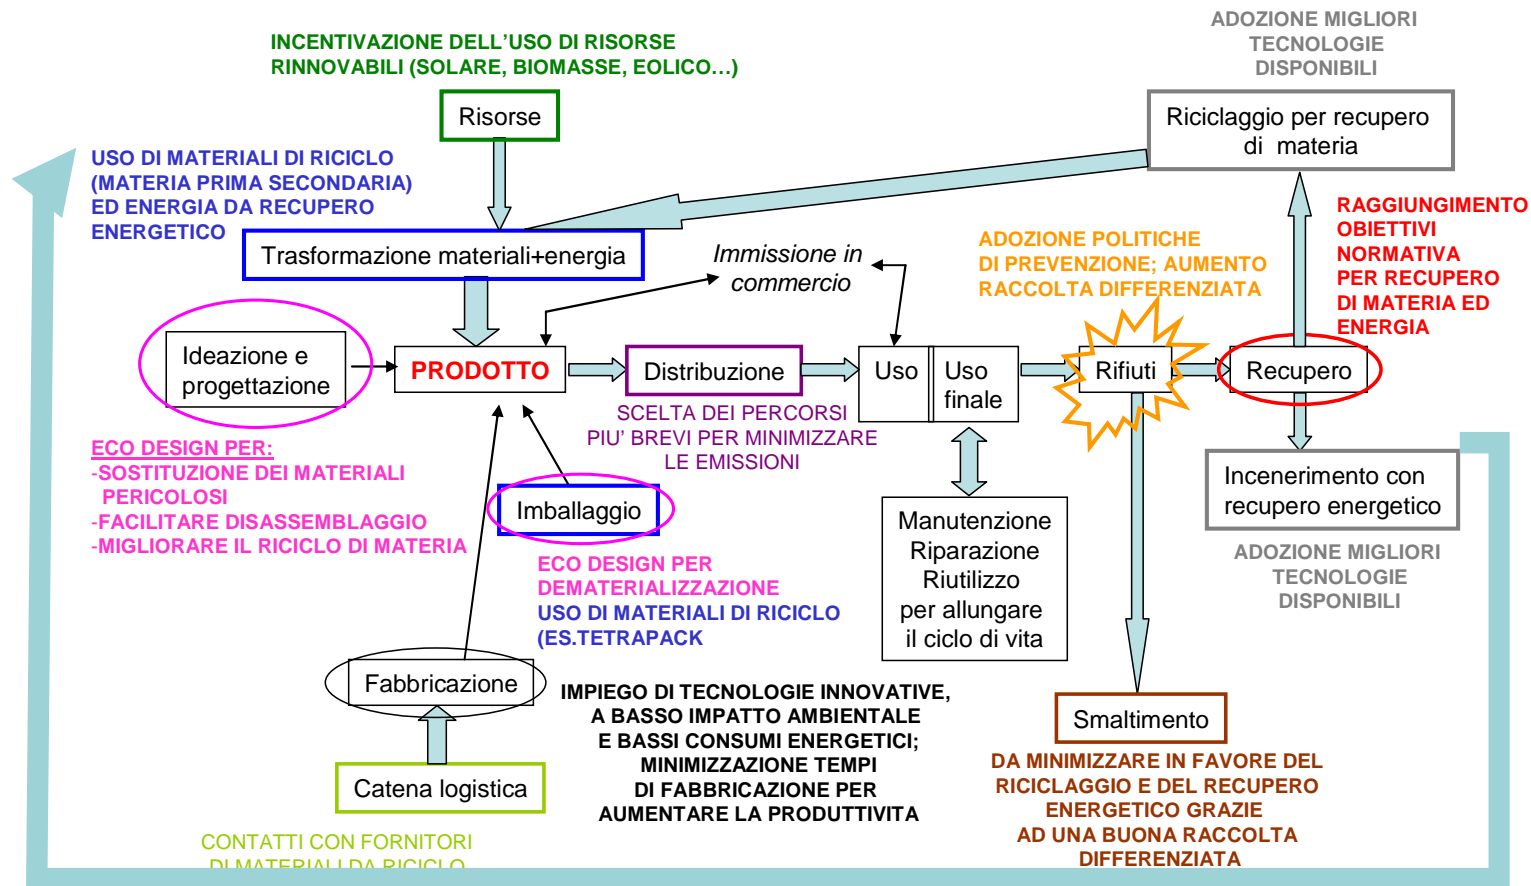 INCENTIVAZIONE DELL'USO DI RISORSE
RINNOVABILI (SOLARE, BIOMASSE, EOLICO…)
ADOZIONE MIGLIORI
TECNOLOGIE
DISPONIBILI
Risorse
Riciclaggio per recupero
di materia
USO DI MATERIALI DI RICICLO
(MATERIA PRIMA SECONDARIA)
ED ENERGIA DA RECUPERO
ENERGETICO
Trasformazione materiali+energia
Immissione in
commercio
ADOZIONE POLITICHE
DI PREVENZIONE; AUMENTO
RACCOLTA DIFFERENZIATA
RAGGIUNGIMENTO
OBIETTIVI
NORMATIVA
PER RECUPERO
DI MATERIA ED
ENERGIA
Ideazione e
progettazione
PRODOTTO
Distribuzione
Uso
Uso
finale
Rifiuti
Recupero
SCELTA DEI PERCORSI
PIU' BREVI PER MINIMIZZARE
LE EMISSIONI
ECO DESIGN PER:
-SOSTITUZIONE DEI MATERIALI
PERICOLOSI
-FACILITARE DISASSEMBLAGGIO
-MIGLIORARE IL RICICLO DI MATERIA
Imballaggio
ECO DESIGN PER
DEMATERIALIZZAZIONE
USO DI MATERIALI DI RICICLO
(ES.TETRAPACK
Manutenzione
Riparazione
Riutilizzo
per allungare
il ciclo di vita
Incenerimento con
recupero energetico
ADOZIONE MIGLIORI
TECNOLOGIE
DISPONIBILI
Fabbricazione
IMPIEGO DI TECNOLOGIE INNOVATIVE,
A BASSO IMPATTO AMBIENTALE
E BASSI CONSUMI ENERGETICI;
MINIMIZZAZIONE TEMPI
DI FABBRICAZIONE PER
AUMENTARE LA PRODUTTIVITA
Smaltimento
DA MINIMIZZARE IN FAVORE DEL
RICICLAGGIO E DEL RECUPERO
ENERGETICO GRAZIE
AD UNA BUONA RACCOLTA
DIFFERENZIATA
Catena logistica
CONTATTI CON FORNITORI
DI MATERIALI DA RICICLO